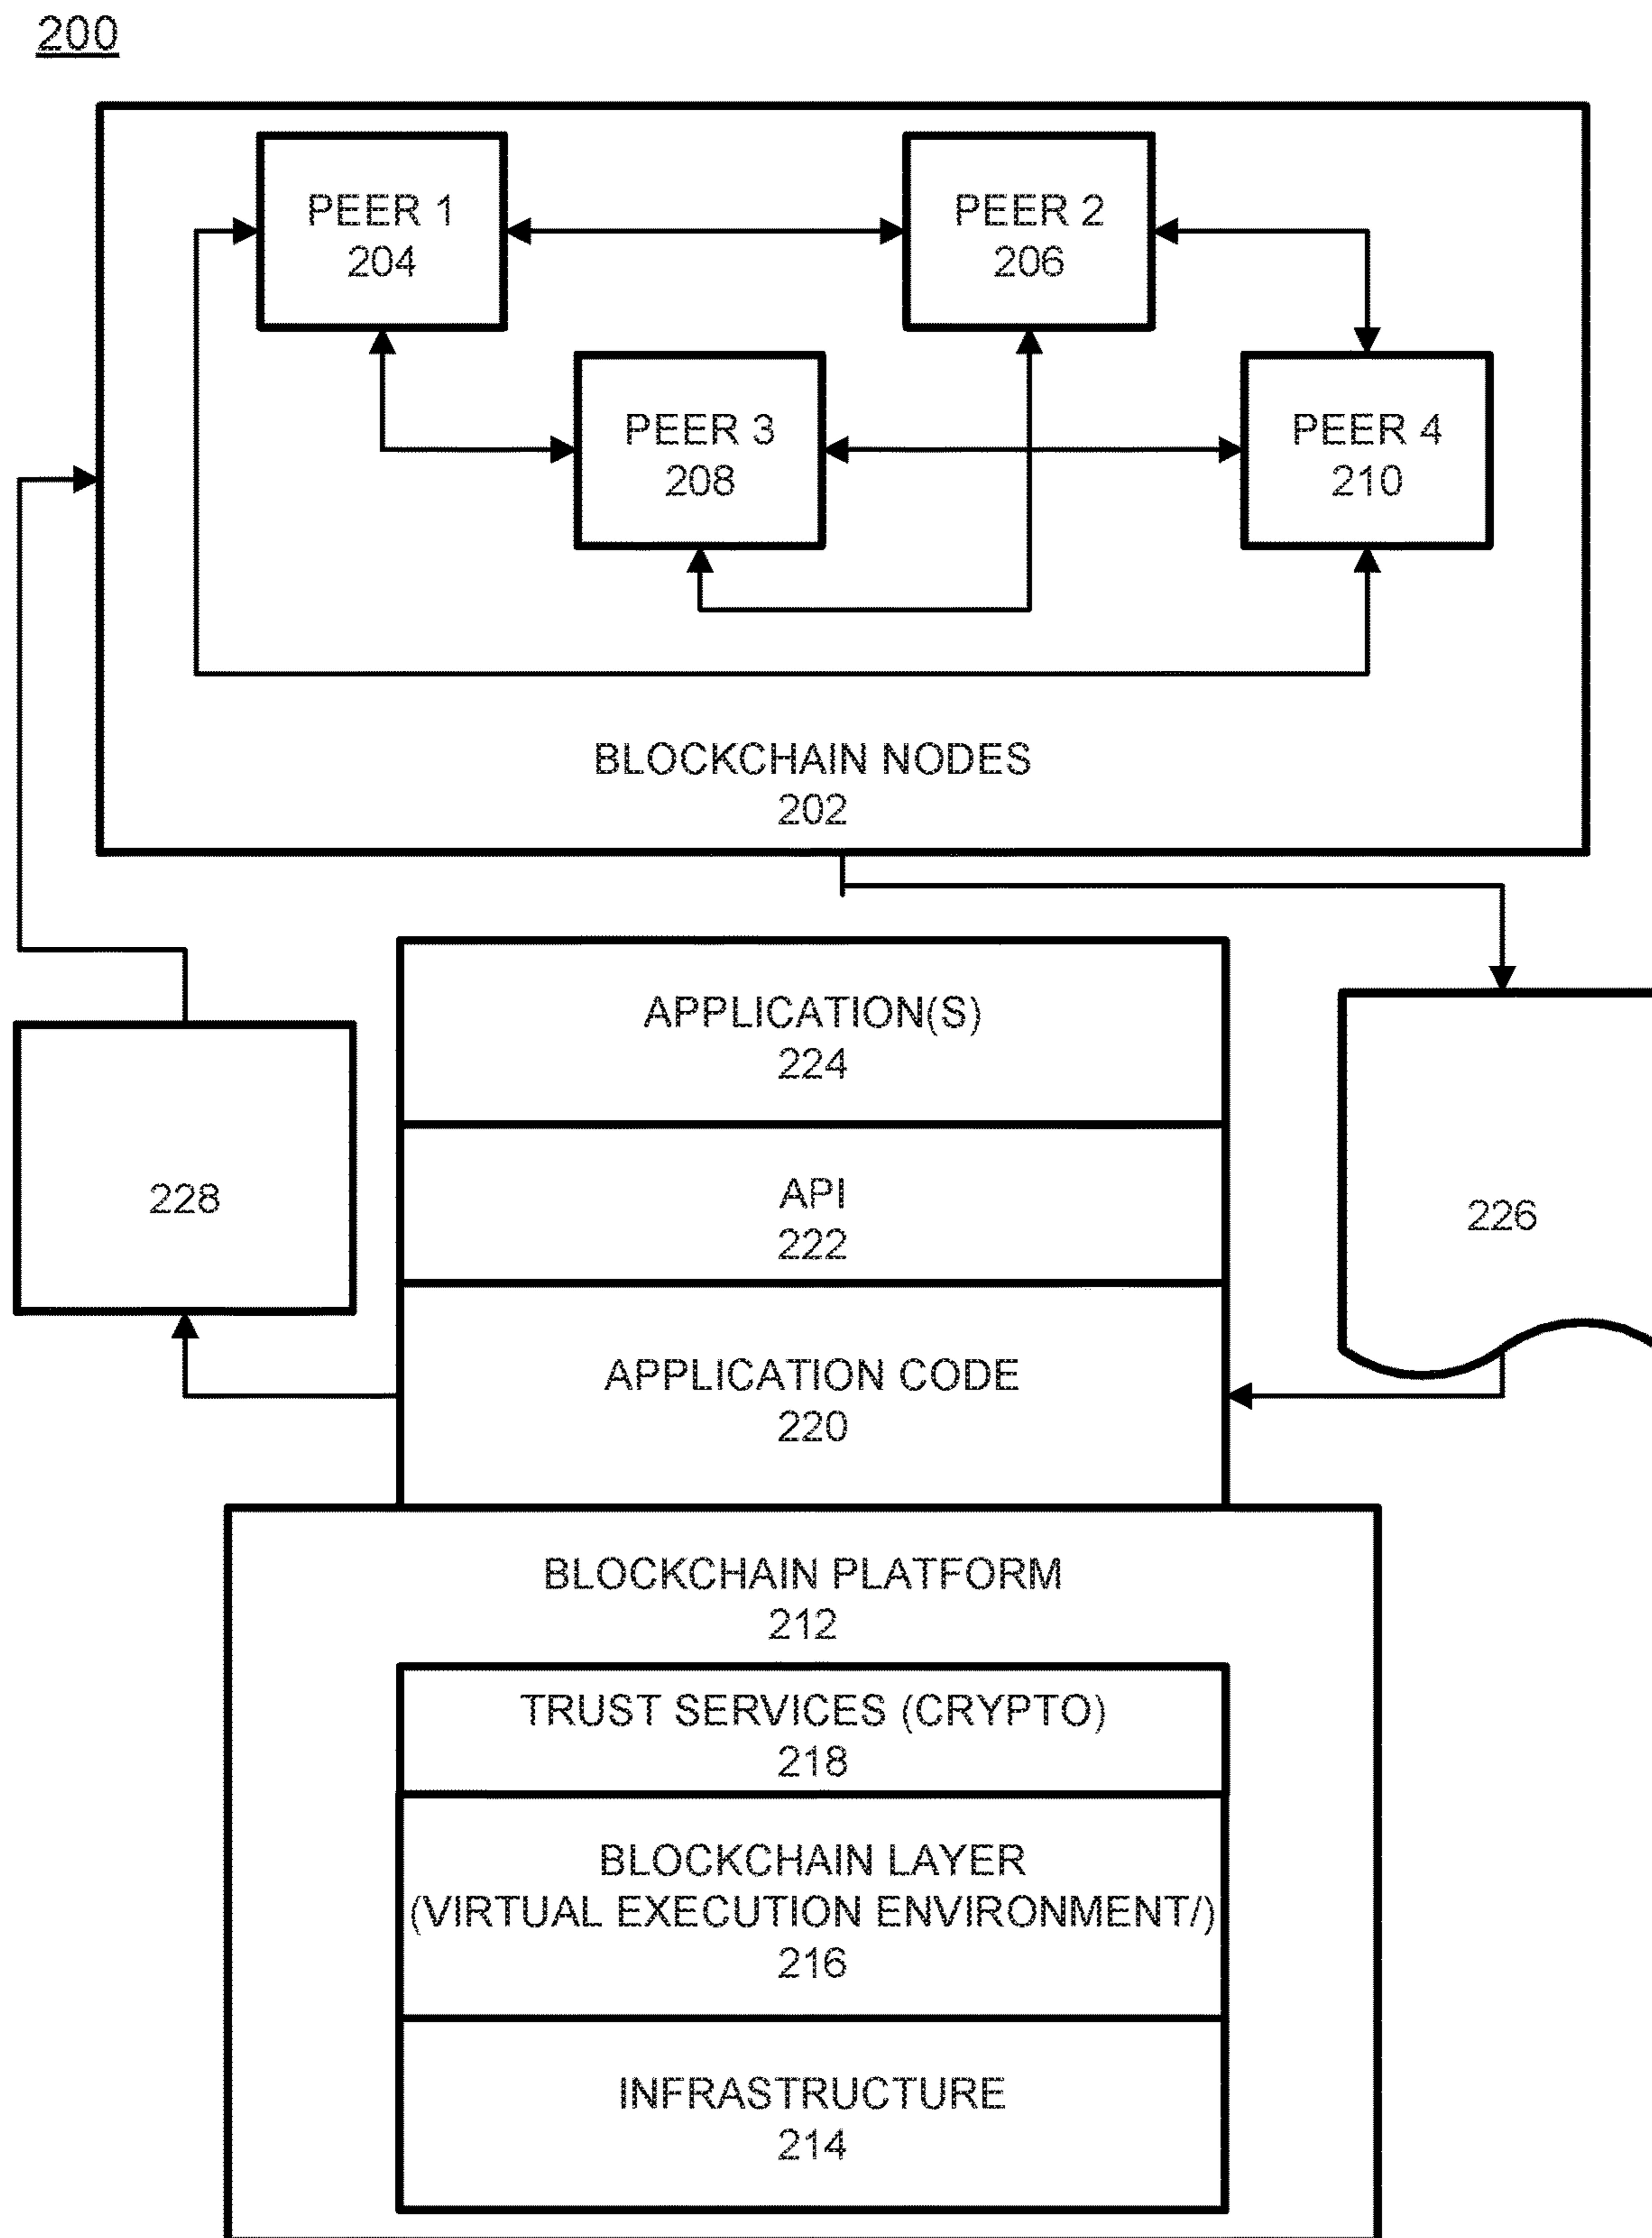 200
PEER 1
204
PEER 2
206
PEER 3
208
PEER 4
210
BLOCKCHAIN NODES
202
APPLICATION(S)
224
API
222
228
226
APPLICATION CODE
220
BLOCKCHAIN PLATFORM
212
TRUST SERVICES (CRYPTO)
218
BLOCKCHAIN LAYER
(VIRTUAL EXECUTION ENVIRONMENT/)
216
INFRASTRUCTURE
214